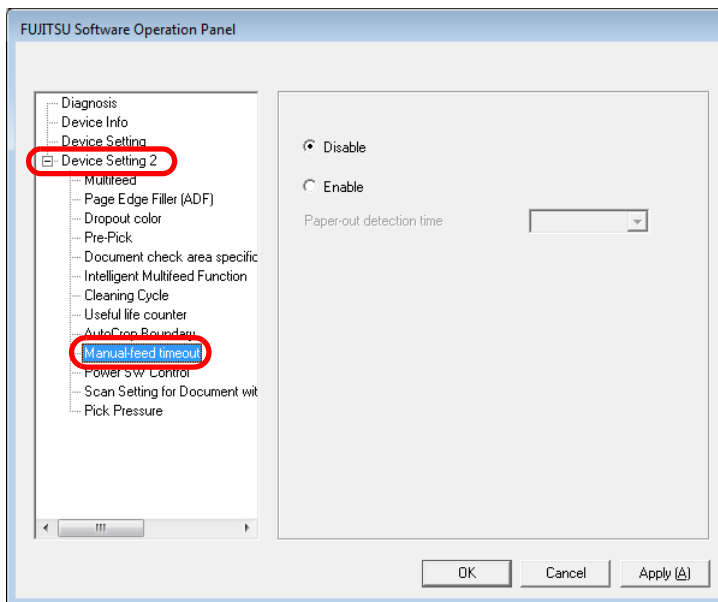 FUJITSU Software Operation Panel
Diagnosis
Device Info
Device Setting
Device Setting 2
Multifeed
Page Edge Filler (ADF)
Dropout color
Pre-Pick
Document check area specific
Intelligent Multifeed Function
Cleaning Cycle
Useful life counter
AutoCrop Boundary
Manual-feed timeout
Power SW Control
Scan Setting for Document wit
Pick Pressure
Disable
Enable
Paper-out detection time
OK Cancel Apply (A)